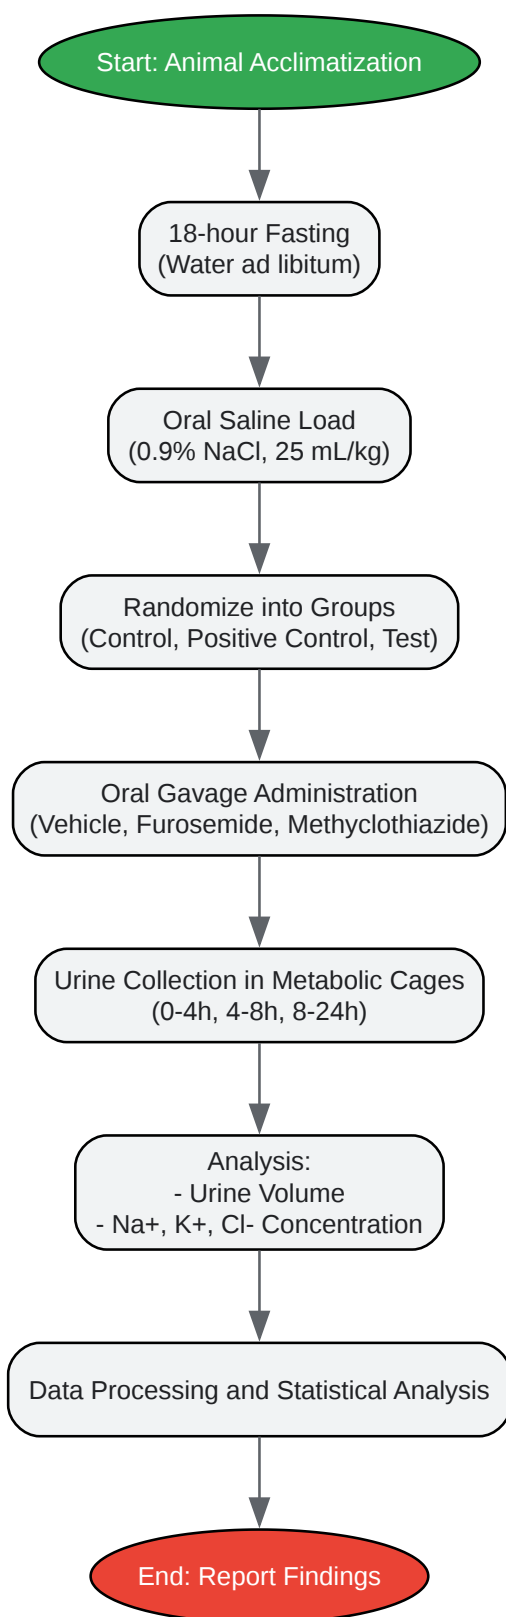 Start: Animal Acclimatization
18-hour Fasting
(Water ad libitum)
Oral Saline Load
(0.9% NaCl, 25 mL/kg)
Randomize into Groups
(Control, Positive Control, Test)
Oral Gavage Administration
(Vehicle, Furosemide, Methyclothiazide)
Urine Collection in Metabolic Cages
(0-4h, 4-8h, 8-24h)
Analysis:
- Urine Volume
- Na+, K+, Cl- Concentration
Data Processing and Statistical Analysis
End: Report Findings